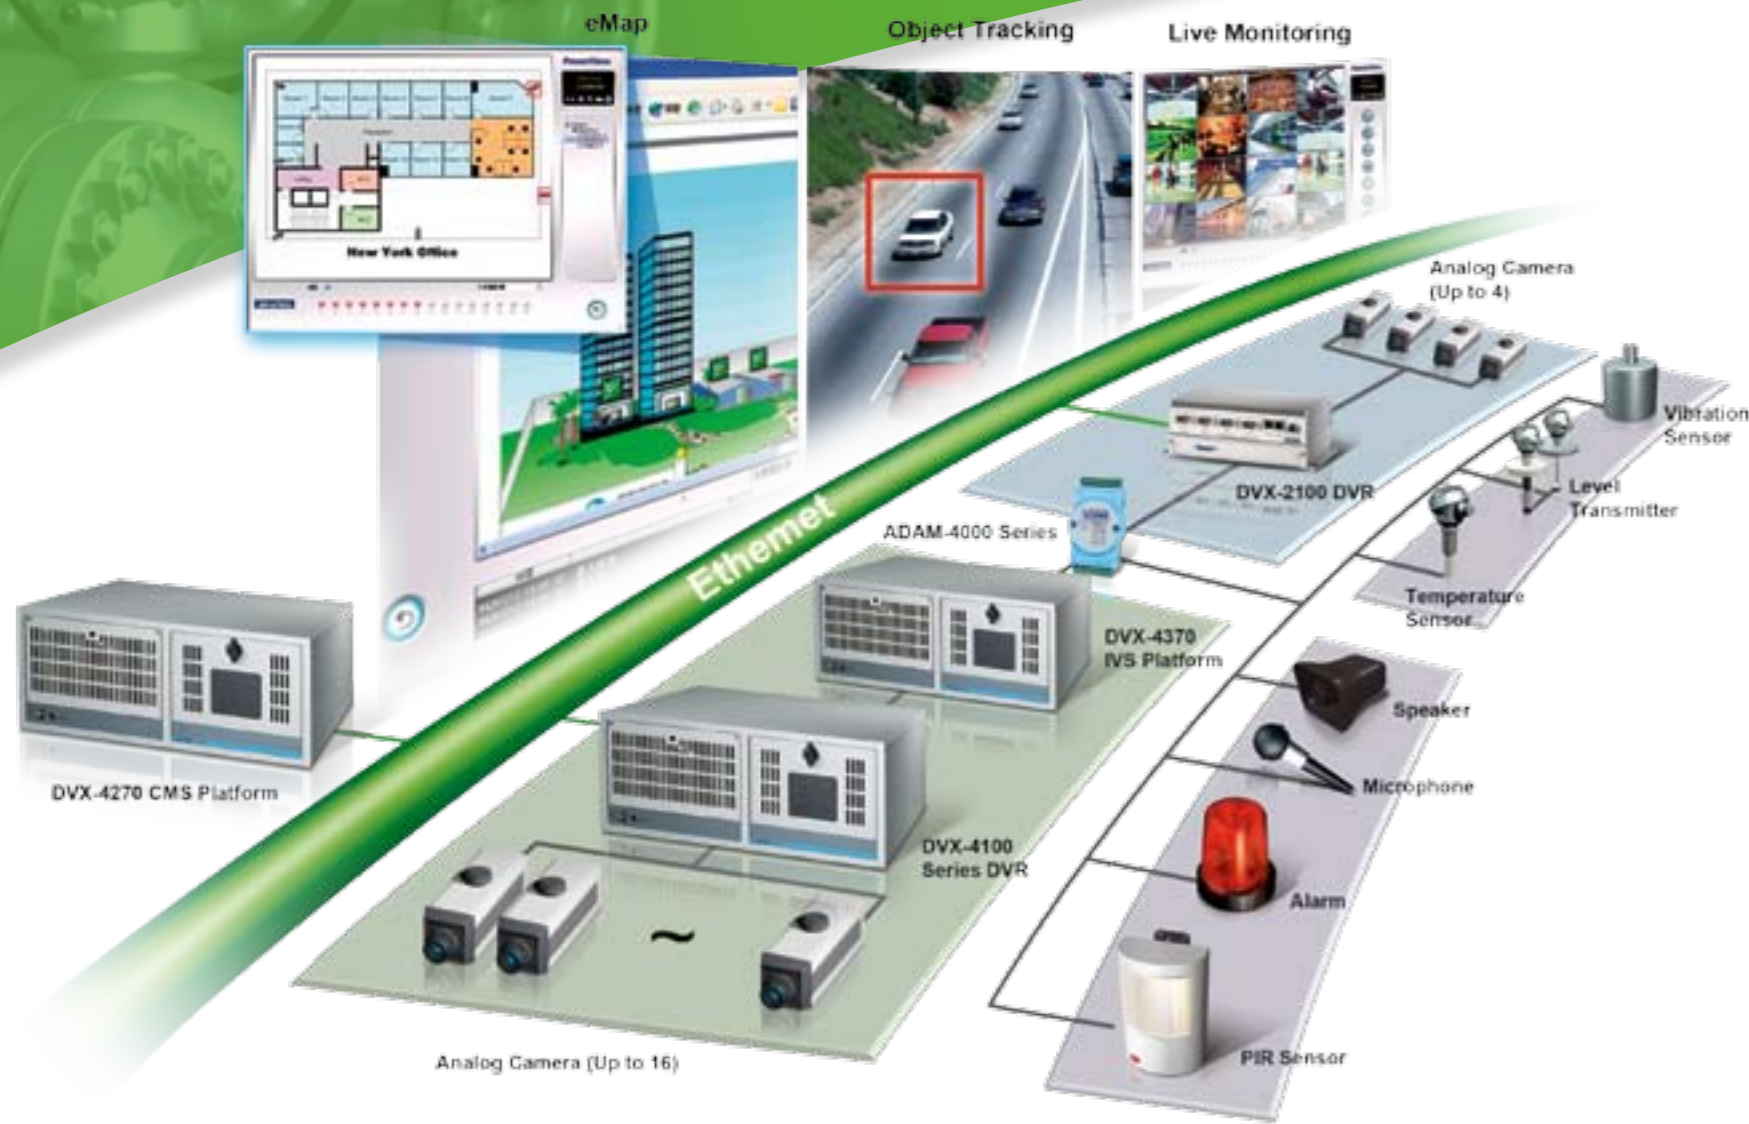 eMap
Object Tracking
Live Monitoring
New York Office
Analog Camera
(Up to 4)
Vibration
Sensor
DVX-2100 DVR
Level
Transmitter
Ethernet
ADAM-4000 Series
Temperature
Sensor
DVX-4370
IVS Platform
Speaker
DVX-4270 CMS Platform
Microphone
DVX-4100
Series DVR
Alarm
Analog Camera (Up to 16)
~
PIR Sensor